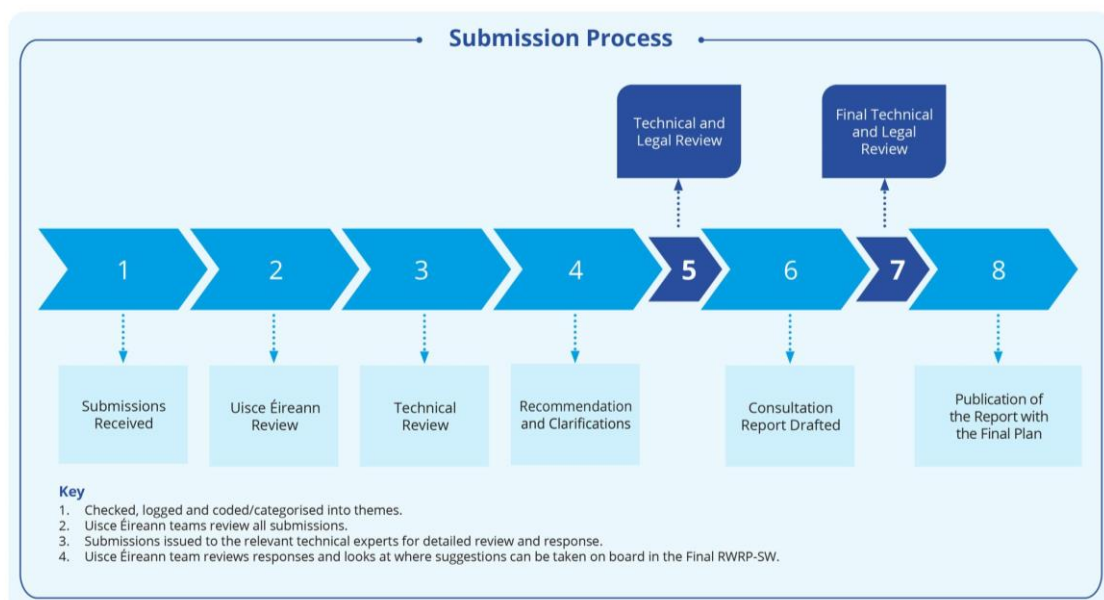 Submission Process
Technical and
Legal Review
Final Technical
and Legal
Review
1
2
3
4
5
6
7
8
Submissions
Received
Uisce Éireann
Review
Technical
Review
Recommendation
and Clarifications
Consultation
Report Drafted
Publication of
the Report with
the Final Plan
Key
1. Checked, logged and coded/categorised into themes.
2. Uisce Éireann teams review all submissions.
3. Submissions issued to the relevant technical experts for detailed review and response.
4. Uisce Éireann team reviews responses and looks at where suggestions can be taken on board in the Final RWRP-SW.